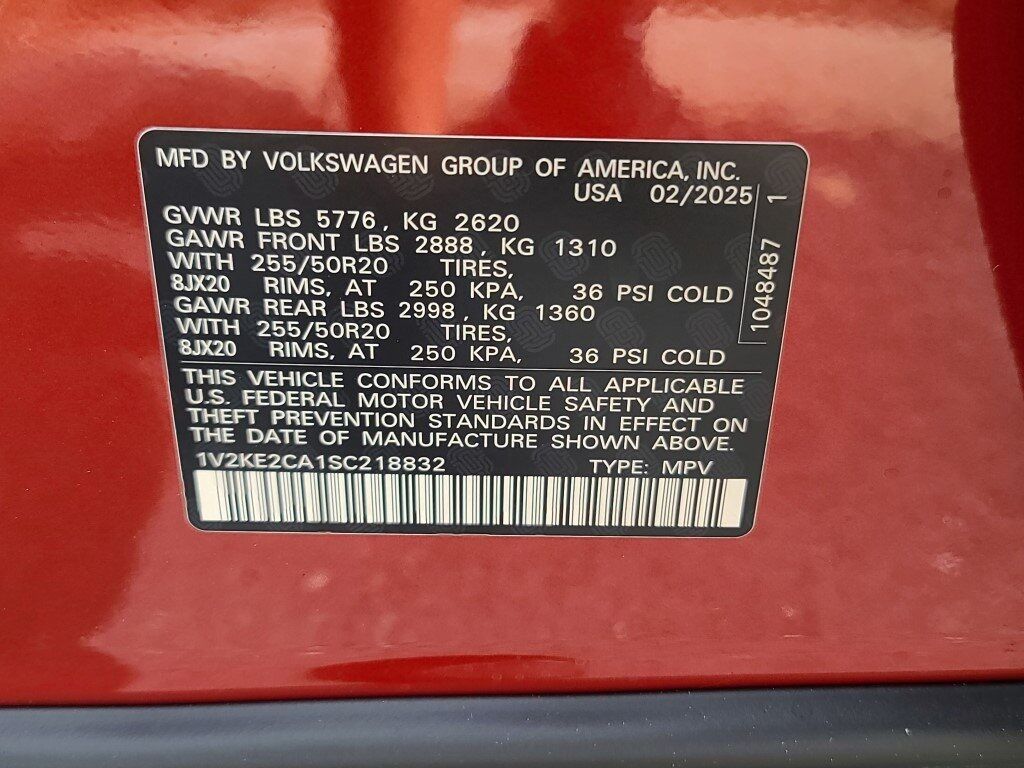 MFD BY VOLKSWAGEN GROUP OF AMERICA, INC.
USA 02/2025
GVWR LBS 5776, KG 2620
GAWR FRONT LBS 2888, KG 1310
WITH 255/50R20 TIRES,
8JX20 RIMS, AT 250 KPA, 36 PSI COLD
GAWR REAR LBS 2998, KG 1360
WITH 255/50R20 TIRES,
8JX20 RIMS, AT 250 KPA, 36 PSI COLD
1048487 1
THIS VEHICLE CONFORMS TO ALL APPLICABLE
U.S. FEDERAL MOTOR VEHICLE SAFETY AND
THEFT PREVENTION STANDARDS IN EFFECT ON
THE DATE OF MANUFACTURE SHOWN ABOVE.
1V2KE2CA1SC218832 TYPE: MPV